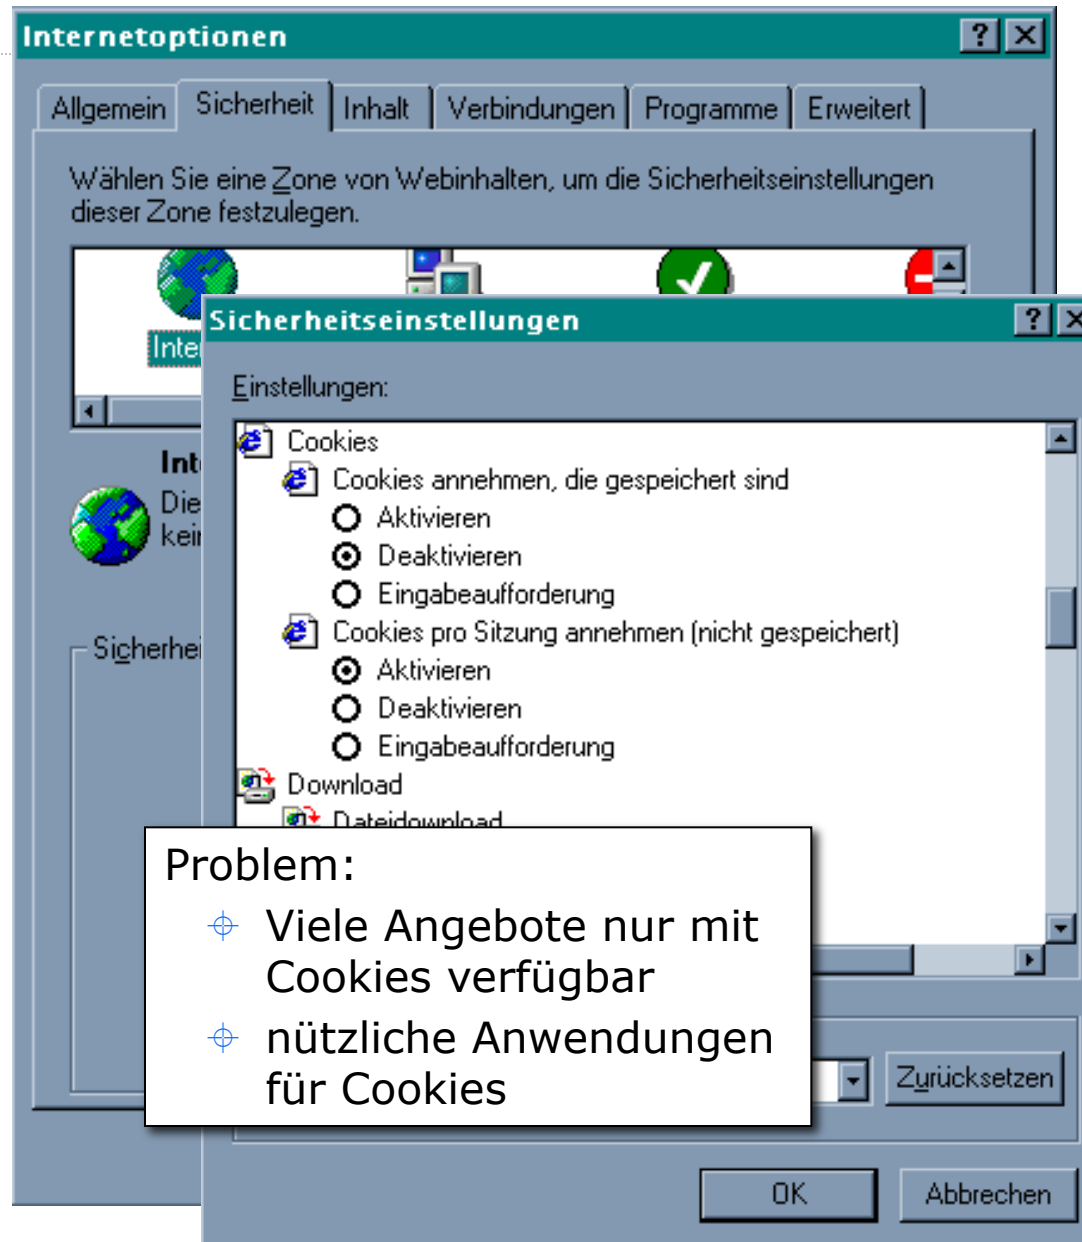 Internetoptionen
Allgemein Sicherheit Inhalt Verbindungen Programme Erweitert
Wählen Sie eine Zone von Webinhalten, um die Sicherheitseinstellungen
dieser Zone festzulegen.
Sicherheitseinstellungen
Einstellungen:
Cookies
Cookies annehmen, die gespeichert sind
Aktivieren
Deaktivieren
Eingabeaufforderung
Cookies pro Sitzung annehmen (nicht gespeichert)
Aktivieren
Deaktivieren
Eingabeaufforderung
Download
Dateidownload
Problem:
Viele Angebote nur mit
Cookies verfügbar
nützliche Anwendungen
für Cookies
Zurücksetzen
OK Abbrechen
Die